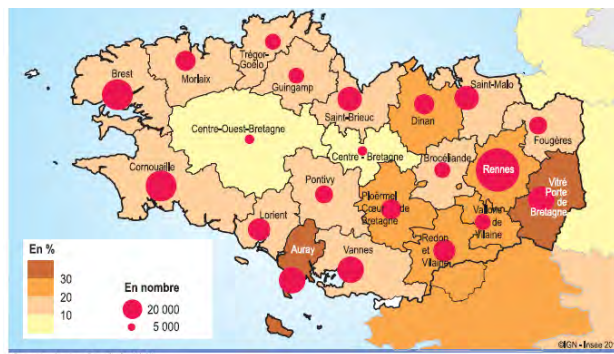 Trégor-
Goëlo
Brest
Morlaix
Guingamp
Saint-Malo
Saint-Brieuc
Dinan
Fougères
Centre-Ouest-Bretagne
Centre - Bretagne
Brocéliande
Rennes
Vitré
Porte de
Bretagne
Cornouaille
Pontivy
Ploërmel
Cœur de
Bretagne
Vallons de
Vilaine
Lorient
Auray
Vannes
Redon
et
Vilaine
En %
30
20
10
En nombre
20 000
5 000
©IGN - Insee 20